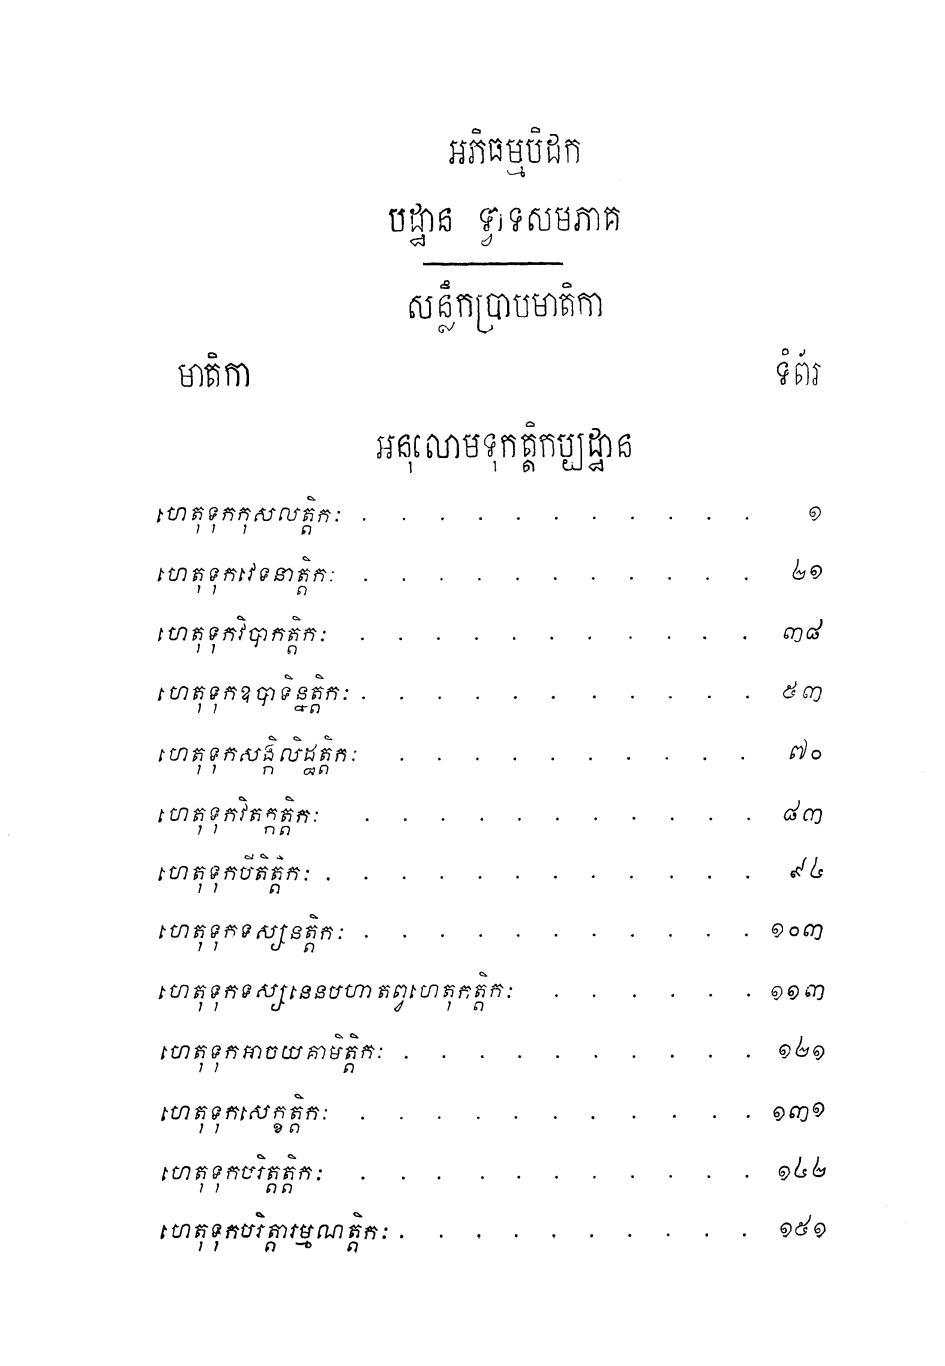 អភិធម្មបិដក
បដ្ឋាន ទ្វាទសមភាគ
សន្លឹកប្រាបមាតិកា
មាតិកា ទំព័រ
អនុលោមទុកត្តិកប្បដ្ឋាន
ហេតុទុកកុសលត្តិកៈ . . . . . . . . . . . ១
ហេតុទុកវេទនាត្តិកៈ . . . . . . . . . . . ២១
ហេតុទុកវិបាកត្តិកៈ . . . . . . . . . . . ៣៨
ហេតុទុកឧបាទិន្នត្តិកៈ . . . . . . . . . . . ៥៣
ហេតុទុកសង្កិលិដ្ឋត្តិកៈ . . . . . . . . . . ៧០
ហេតុទុកវិតក្កត្តិកៈ . . . . . . . . . . . ៨៣
ហេតុទុកបីតិត្តិកៈ . . . . . . . . . . . . ៩៤
ហេតុទុកទស្សនត្តិកៈ . . . . . . . . . . . ១០៣
ហេតុទុកទស្សនេនបហាតព្វហេតុកត្តិកៈ . . . . . . ១១៣
ហេតុទុកអាចយគាមិត្តិកៈ . . . . . . . . . . ១២១
ហេតុទុកសេក្ខត្តិកៈ . . . . . . . . . . . ១៣១
ហេតុទុកបរិត្តត្តិកៈ . . . . . . . . . . . ១៤២
ហេតុទុកបរិត្តារម្មណត្តិកៈ . . . . . . . . . . ១៥១